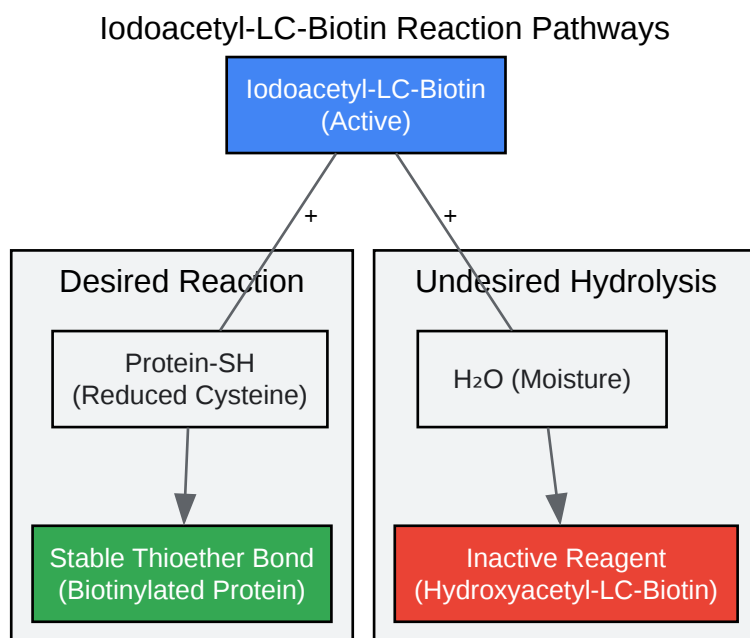 Iodoacetyl-LC-Biotin Reaction Pathways
Iodoacetyl-LC-Biotin
(Active)
+
+
Desired Reaction
Protein-SH
(Reduced Cysteine)
Stable Thioether Bond
(Biotinylated Protein)
Undesired Hydrolysis
H₂O (Moisture)
Inactive Reagent
(Hydroxyacetyl-LC-Biotin)